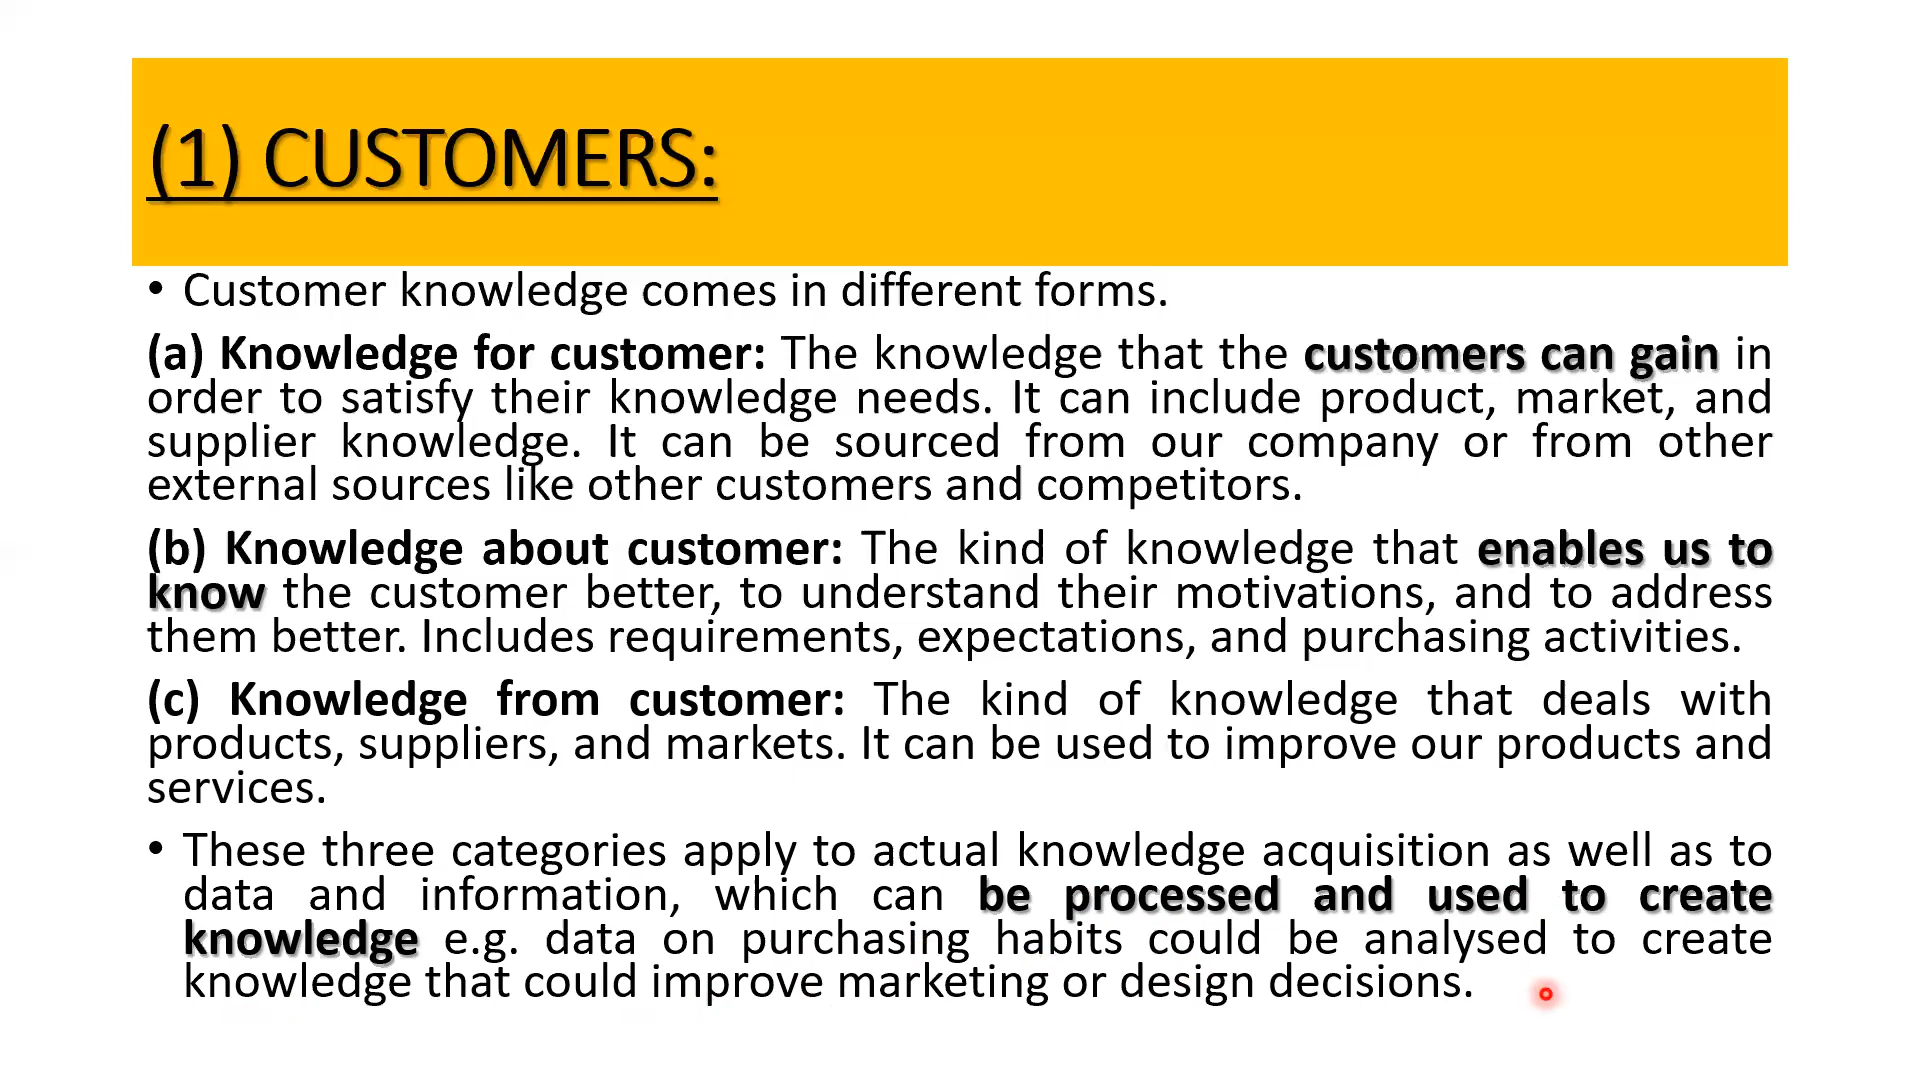 (1) CUSTOMERS:
• Customer knowledge comes in different forms.
(a) Knowledge for customer: The knowledge that the customers can gain in
order to satisfy their knowledge needs. It can include product, market, and
supplier knowledge. It can be sourced from our company or from other
external sources like other customers and competitors.
(b) Knowledge about customer: The kind of knowledge that enables us to
know the customer better, to understand their motivations, and to address
them better. Includes requirements, expectations, and purchasing activities.
(c) Knowledge from customer: The kind of knowledge that deals with
products, suppliers, and markets. It can be used to improve our products and
services.
• These three categories apply to actual knowledge acquisition as well as to
data and information, which can be processed and used to create
knowledge e.g. data on purchasing habits could be analysed to create
knowledge that could improve marketing or design decisions.